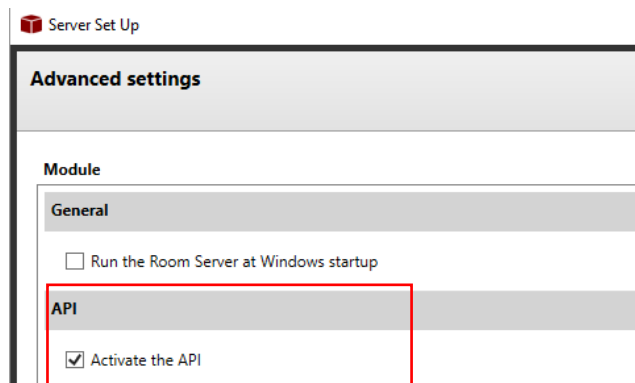 Server Set Up
Advanced settings
Module
General
Run the Room Server at Windows startup
API
Activate the API